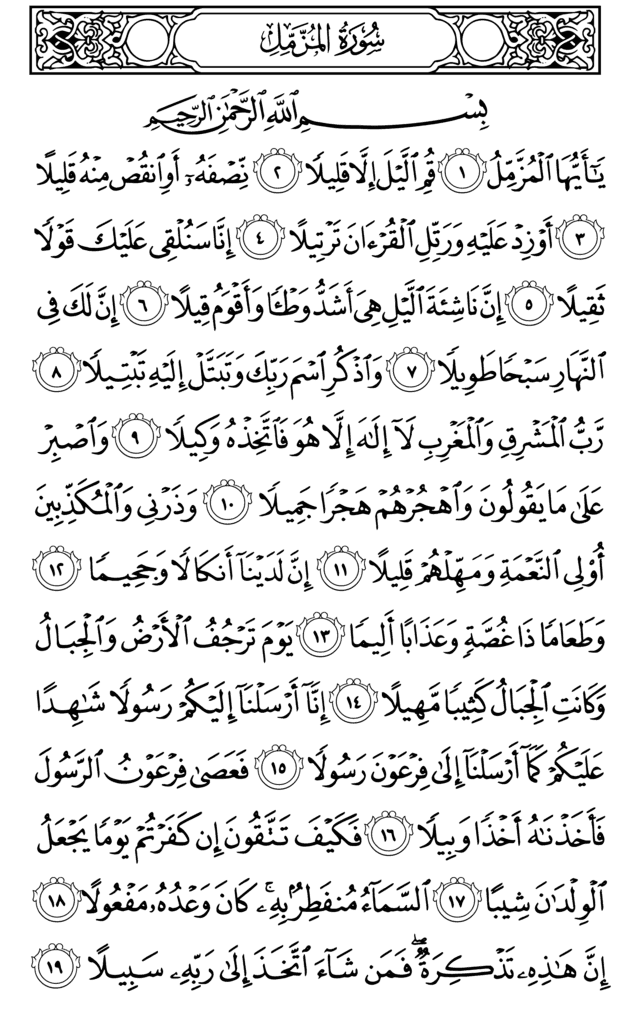 سُورَةُ المُزَّمِّلِ
بِسْمِ ٱللَّهِ ٱلرَّحْمَٰنِ ٱلرَّحِيمِ
يَٰٓأَيُّهَا ٱلْمُزَّمِّلُ ١ قُمِ ٱلَّيْلَ إِلَّا قَلِيلًا ٢ نِّصْفَهُۥٓ أَوِ ٱنقُصْ مِنْهُ قَلِيلًا
٣ أَوْ زِدْ عَلَيْهِ وَرَتِّلِ ٱلْقُرْءَانَ تَرْتِيلًا ٤ إِنَّا سَنُلْقِى عَلَيْكَ قَوْلًا
ثَقِيلًا ٥ إِنَّ نَاشِئَةَ ٱلَّيْلِ هِىَ أَشَدُّ وَطْـًٔا وَأَقْوَمُ قِيلًا ٦ إِنَّ لَكَ فِى
ٱلنَّهَارِ سَبْحًا طَوِيلًا ٧ وَٱذْكُرِ ٱسْمَ رَبِّكَ وَتَبَتَّلْ إِلَيْهِ تَبْتِيلًا ٨
رَّبُّ ٱلْمَشْرِقِ وَٱلْمَغْرِبِ لَآ إِلَٰهَ إِلَّا هُوَ فَٱتَّخِذْهُ وَكِيلًا ٩ وَٱصْبِرْ
عَلَىٰ مَا يَقُولُونَ وَٱهْجُرْهُمْ هَجْرًا جَمِيلًا ١٠ وَذَرْنِى وَٱلْمُكَذِّبِينَ
أُو۟لِى ٱلنَّعْمَةِ وَمَهِّلْهُمْ قَلِيلًا ١١ إِنَّ لَدَيْنَآ أَنكَالًا وَجَحِيمًا ١٢
وَطَعَامًا ذَا غُصَّةٍ وَعَذَابًا أَلِيمًا ١٣ يَوْمَ تَرْجُفُ ٱلْأَرْضُ وَٱلْجِبَالُ
وَكَانَتِ ٱلْجِبَالُ كَثِيبًا مَّهِيلًا ١٤ إِنَّآ أَرْسَلْنَآ إِلَيْكُمْ رَسُولًا شَٰهِدًا
عَلَيْكُمْ كَمَآ أَرْسَلْنَآ إِلَىٰ فِرْعَوْنَ رَسُولًا ١٥ فَعَصَىٰ فِرْعَوْنُ ٱلرَّسُولَ
فَأَخَذْنَٰهُ أَخْذًا وَبِيلًا ١٦ فَكَيْفَ تَتَّقُونَ إِن كَفَرْتُمْ يَوْمًا يَجْعَلُ
ٱلْوِلْدَٰنَ شِيبًا ١٧ ٱلسَّمَآءُ مُنفَطِرٌۢ بِهِۦۚ كَانَ وَعْدُهُۥ مَفْعُولًا ١٨
إِنَّ هَٰذِهِۦ تَذْكِرَةٌۖ فَمَن شَآءَ ٱتَّخَذَ إِلَىٰ رَبِّهِۦ سَبِيلًا ١٩